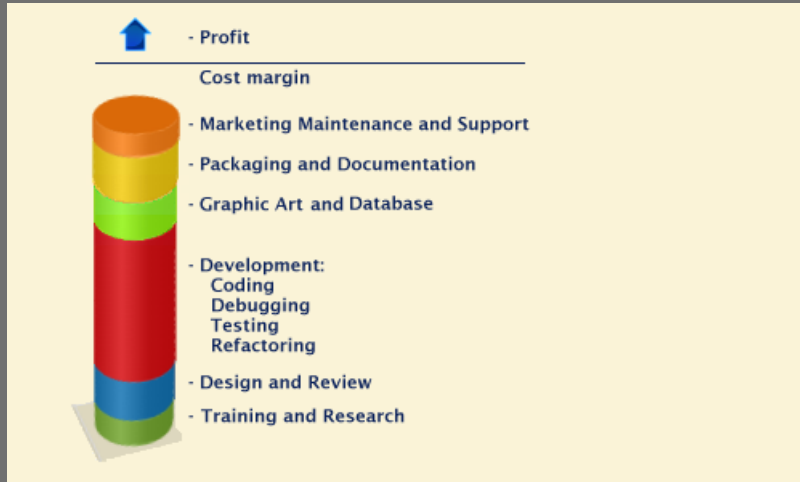 - Profit
Cost margin
- Marketing Maintenance and Support
- Packaging and Documentation
- Graphic Art and Database
- Development:
Coding
Debugging
Testing
Refactoring
- Design and Review
- Training and Research